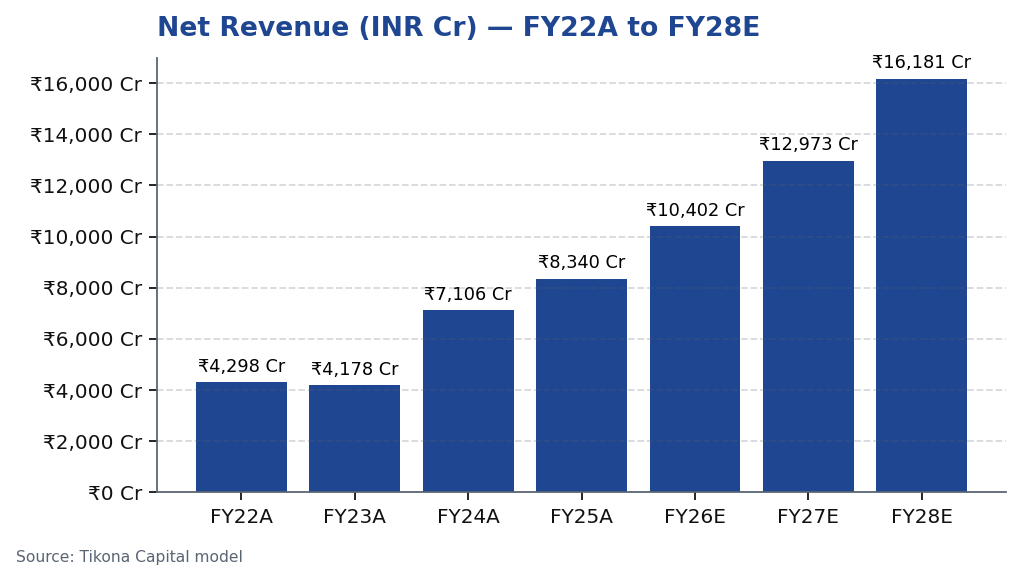 Net Revenue (INR Cr) — FY22A to FY28E
₹16,000 Cr
₹14,000 Cr
₹12,000 Cr
₹10,000 Cr
₹8,000 Cr
₹6,000 Cr
₹4,000 Cr
₹2,000 Cr
₹0 Cr
₹4,298 Cr
₹4,178 Cr
₹7,106 Cr
₹8,340 Cr
₹10,402 Cr
₹12,973 Cr
₹16,181 Cr
FY22A FY23A FY24A FY25A FY26E FY27E FY28E
Source: Tikona Capital model